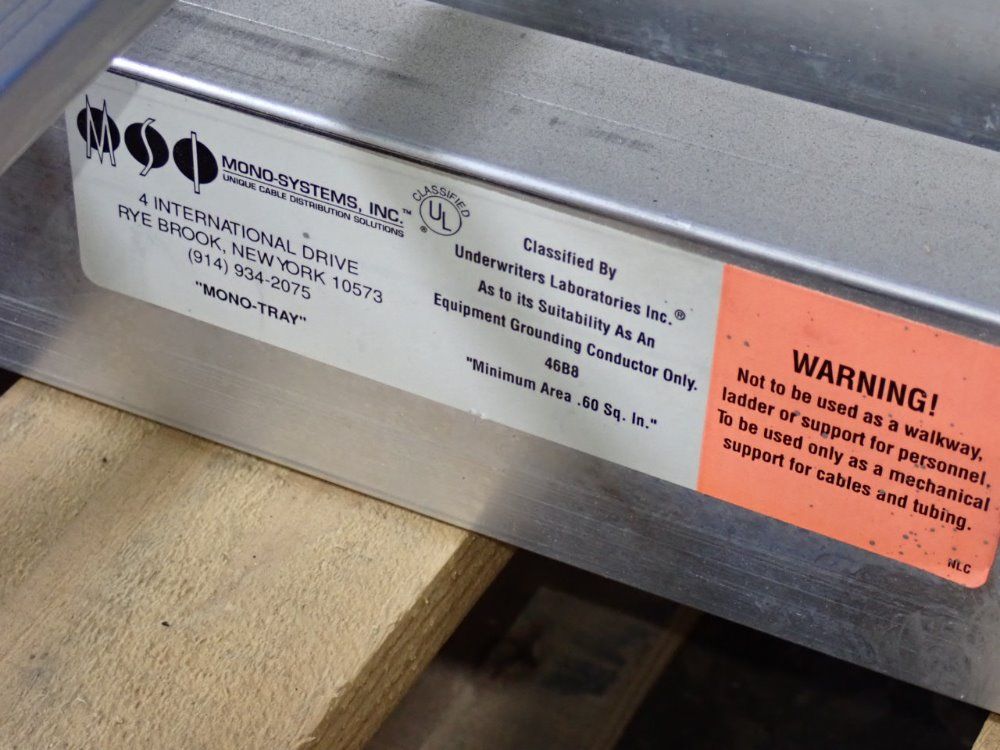 MSI
MONO-SYSTEMS, INC.™
UNIQUE CABLE DISTRIBUTION SOLUTIONS
4 INTERNATIONAL DRIVE
RYE BROOK, NEW YORK 10573
(914) 934-2075
"MONO-TRAY"
CLASSIFIED
UL
®
Classified By
Underwriters Laboratories Inc.®
As to its Suitability As An
Equipment Grounding Conductor Only.
46B8
"Minimum Area .60 Sq. In."
WARNING!
Not to be used as a walkway,
ladder or support for personnel.
To be used only as a mechanical
support for cables and tubing.
NLC